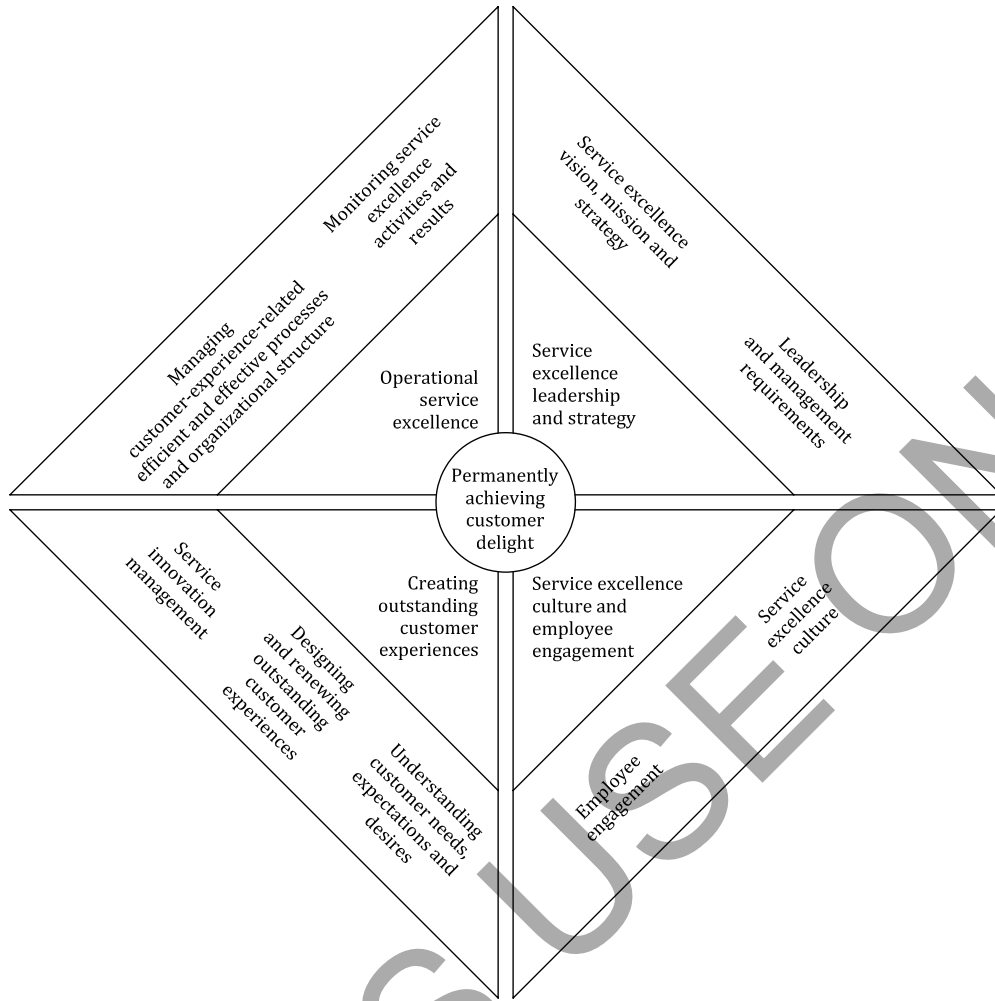 Monitoring service
excellence
activities and
results
Service excellence
vision, mission and
strategy
Managing
customer-experience-related
efficient and effective processes
and organizational structure
Leadership
and management
requirements
Operational
service
excellence
Service
excellence
leadership
and strategy
Permanently
achieving
customer
delight
Creating
outstanding
customer
experiences
Service excellence
culture and
employee
engagement
Service
innovation
management
Designing
and renewing
outstanding
customer
experiences
Understanding
customer needs,
expectations and
desires
Service
excellence
culture
Employee
engagement
S USE ON